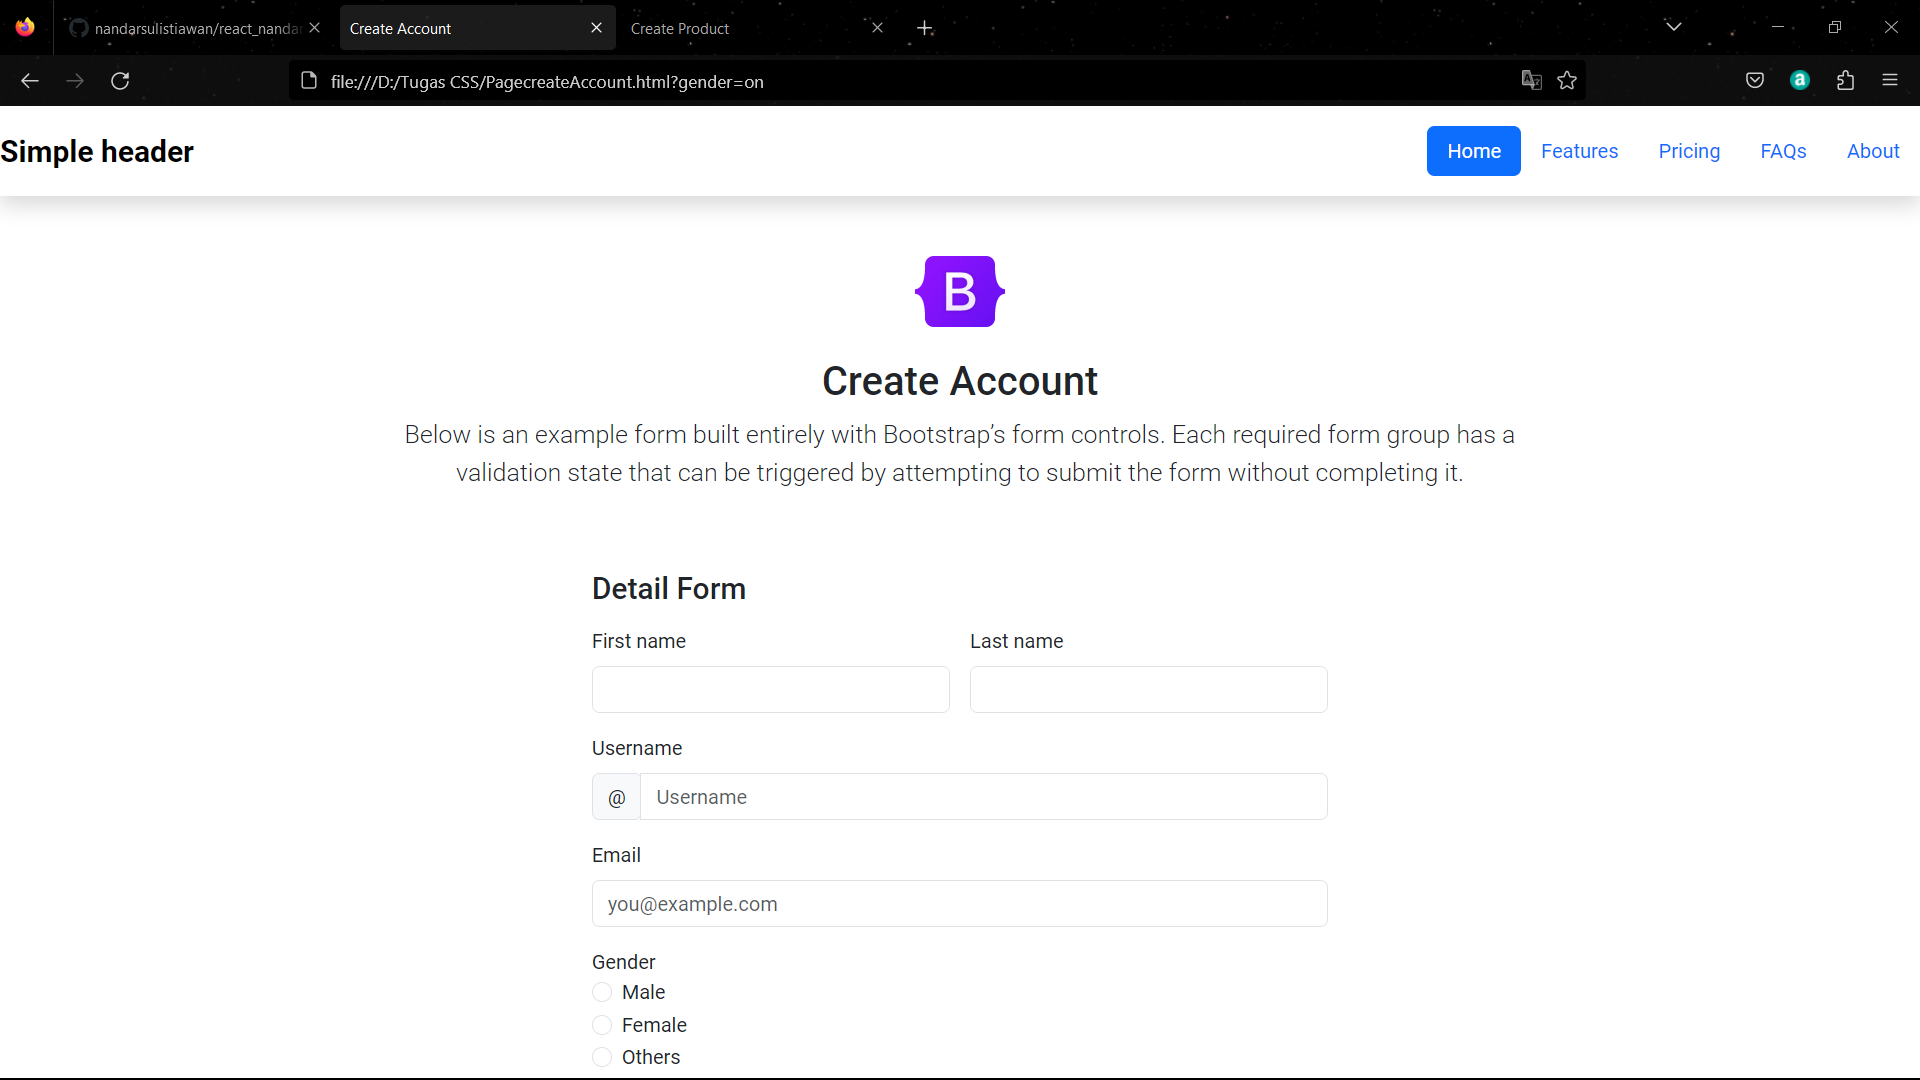 nandarsulistiawan/react_nanda
Create Account
Create Product
file:///D:/Tugas CSS/PagecreateAccount.html?gender=on
Simple header
Home
Features
Pricing
FAQs
About
B
Create Account
Below is an example form built entirely with Bootstrap’s form controls. Each required form group has a
validation state that can be triggered by attempting to submit the form without completing it.
Detail Form
First name
Last name
Username
@
Username
Email
you@example.com
Gender
Male
Female
Others